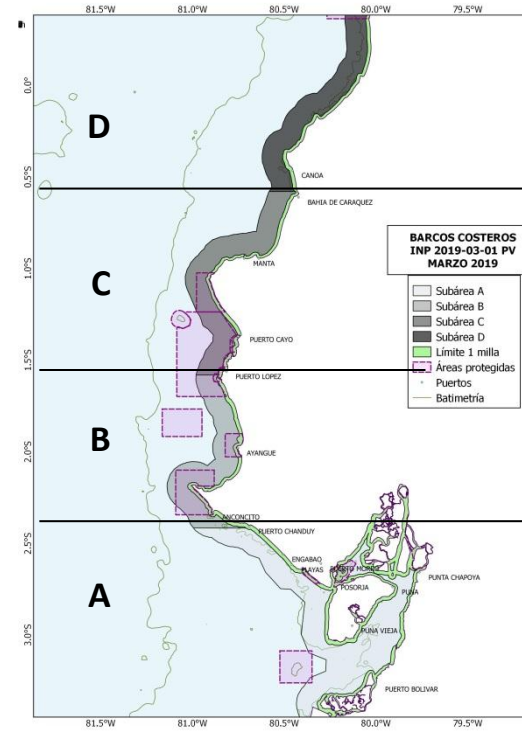 81.5°W 81.0°W 80.5°W 80.0°W 79.5°W
0.0°
D
CANOA
0.5°S
BAHIA DE CARAQUEZ
BARCOS COSTEROS
INP 2019-03-01 PV
MARZO 2019
Subárea A
Subárea B
Subárea C
Subárea D
Límite 1 milla
Áreas protegidas
Puertos
Batimetría
MANTA
1.0°S
C
PUERTO CAYO
1.5°S
PUERTO LOPEZ
B
2.0°S
AYANGUE
ANCONCITO
PUERTO CHANDUY
2.5°S
ENGABAO
PLAYAS
PUERTO MORRO
PUNTA CHAPOYA
POSORJA
PUNA
A
PUNA VIEJA
3.0°S
PUERTO BOLIVAR
81.5°W 81.0°W 80.5°W 80.0°W 79.5°W